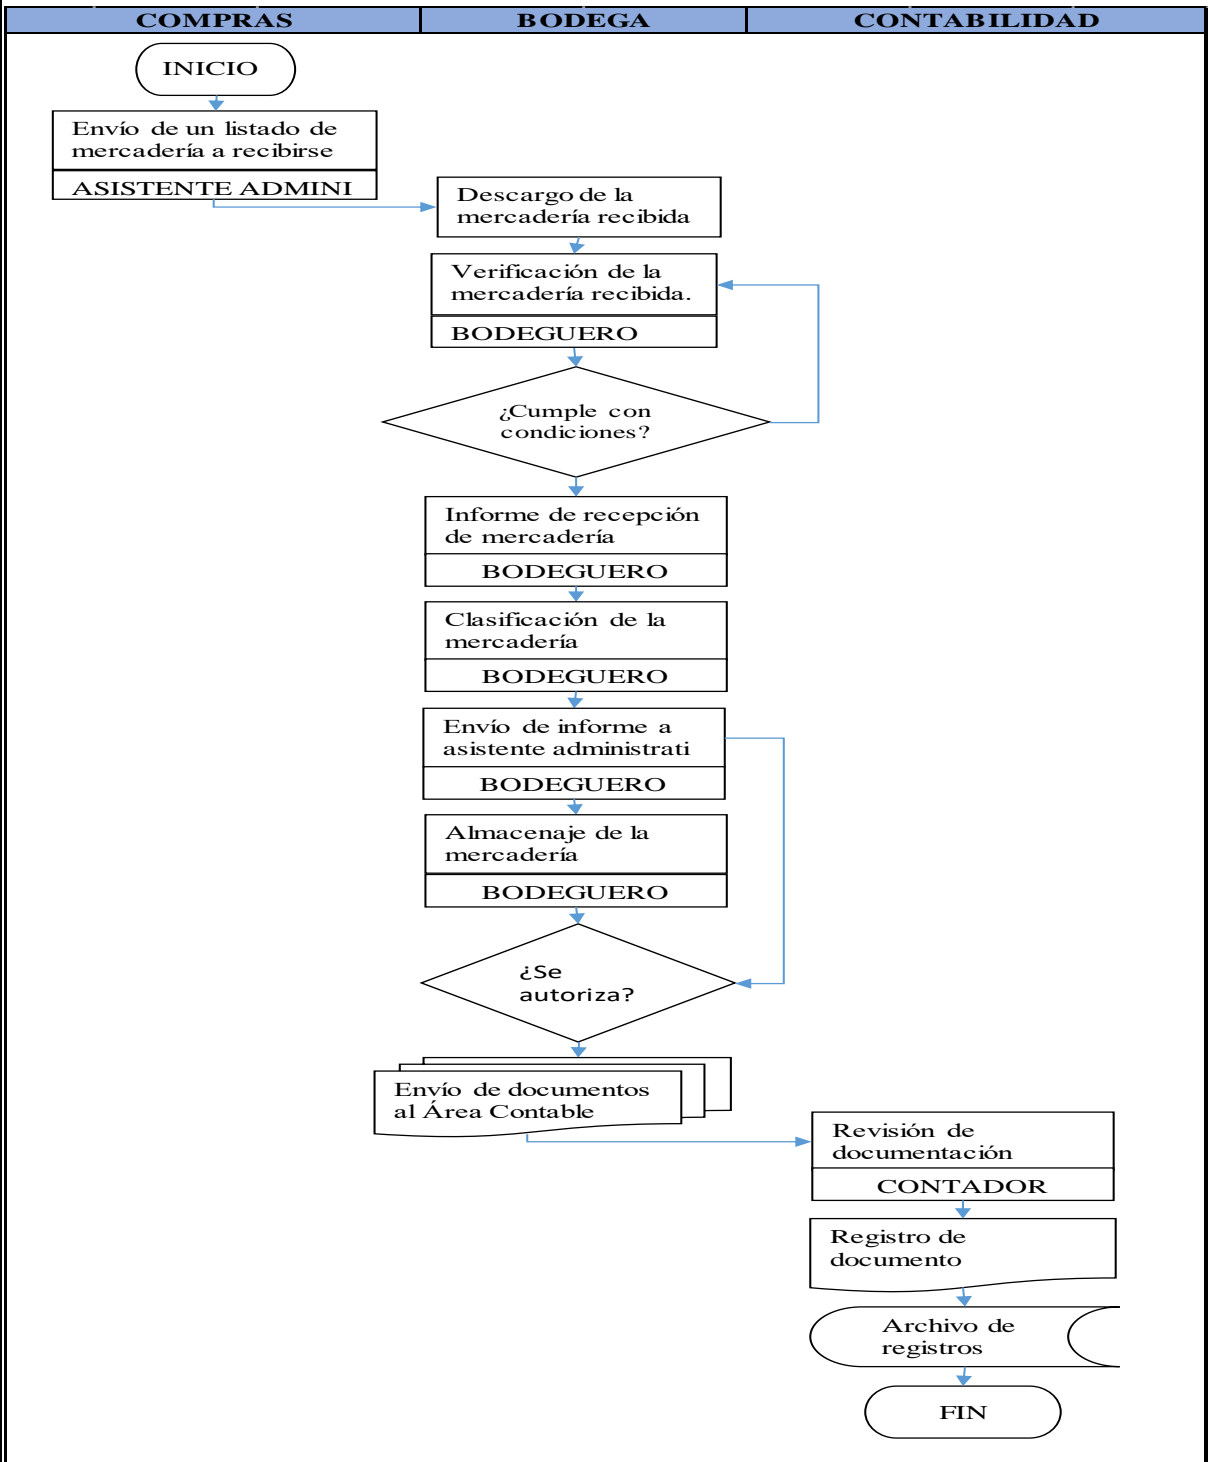 COMPRAS
BODEGA
CONTABILIDAD
INICIO
Envío de un listado de
mercadería a recibirse
ASISTENTE ADMINI
Descargo de la
mercadería recibida
Verificación de la
mercadería recibida.
BODEGUERO
¿Cumple con
condiciones?
Informe de recepción
de mercadería
BODEGUERO
Clasificación de la
mercadería
BODEGUERO
Envío de informe a
asistente administrati
BODEGUERO
Almacenaje de la
mercadería
BODEGUERO
¿Se
autoriza?
Envío de documentos
al Área Contable
Revisión de
documentación
CONTADOR
Registro de
documento
Archivo de
registros
FIN